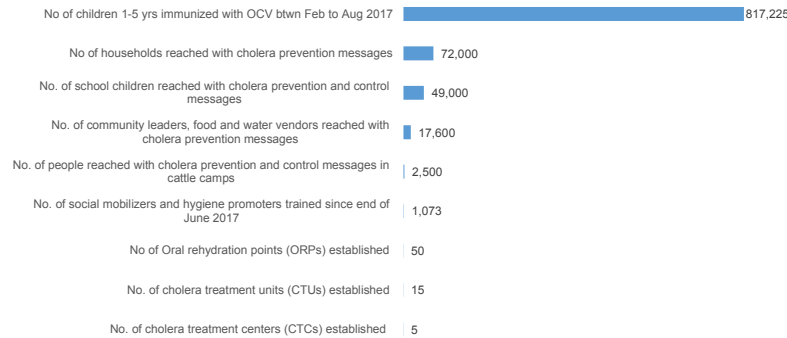 No of children 1-5 yrs immunized with OCV btwn Feb to Aug 2017
817,225
No of households reached with cholera prevention messages
72,000
No. of school children reached with cholera prevention and control
messages
49,000
No. of community leaders, food and water vendors reached with
cholera prevention messages
17,600
No. of people reached with cholera prevention and control messages in
cattle camps
2,500
No. of social mobilizers and hygiene promoters trained since end of
June 2017
1,073
No of Oral rehydration points (ORPs) established
50
No. of cholera treatment units (CTUs) established
15
No. of cholera treatment centers (CTCs) established
5